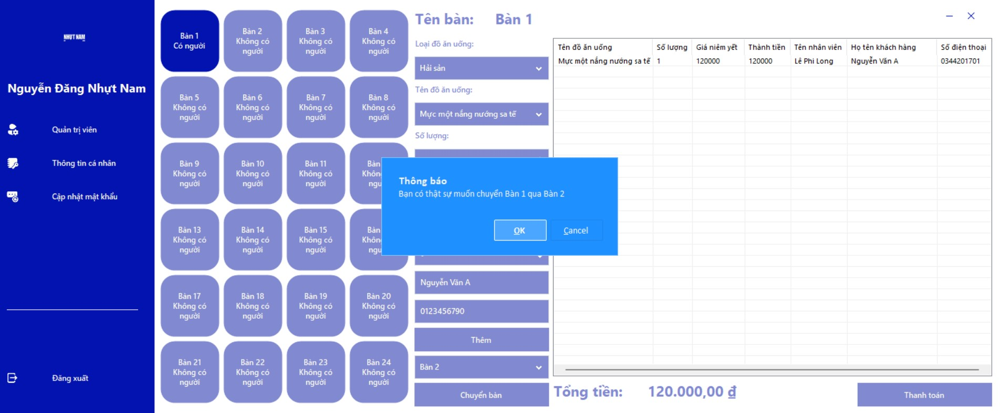 NHỰT NAM
Nguyễn Đăng Nhựt Nam
Quản trị viên
Thông tin cá nhân
Cập nhật mật khẩu
Đăng xuất
Bàn 1
Có người
Bàn 2
Không có
người
Bàn 3
Không có
người
Bàn 4
Không có
người
Bàn 5
Không có
người
Bàn 6
Không có
người
Bàn 7
Không có
người
Bàn 8
Không có
người
Bàn 9
Không có
người
Bàn 10
Không có
người
Bàn 11
Không có
người
Bàn
Bàn 13
Không có
người
Bàn 14
Không có
người
Bàn 15
Không có
người
Bàn
Bàn 17
Không có
người
Bàn 18
Không có
người
Bàn 19
Không có
người
Bàn 20
Không có
người
Bàn 21
Không có
người
Bàn 22
Không có
người
Bàn 23
Không có
người
Bàn 24
Không có
người
Tên bàn: Bàn 1
Loại đồ ăn uống:
Hải sản
Tên đồ ăn uống:
Mực một nắng nướng sa tế
Số lượng:
Thông báo
Bạn có thật sự muốn chuyển Bàn 1 qua Bàn 2
OK Cancel
Nguyễn Văn A
0123456790
Thêm
Bàn 2
Chuyển bàn
Tên đồ ăn uống Số lượng Giá niêm yết Thành tiền Tên nhân viên Họ tên khách hàng Số điện thoại
Mực một nắng nướng sa tế 1 120000 120000 Lê Phi Long Nguyễn Văn A 0344201701
Tổng tiền: 120.000,00 ₫
Thanh toán